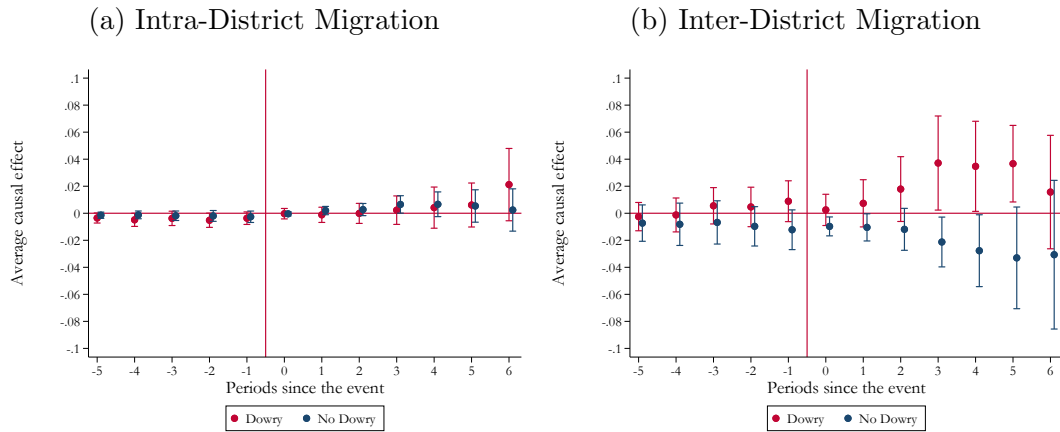 (a) Intra-District Migration
Average causal effect
.1
.08
.06
.04
.02
0
-.02
-.04
-.06
-.08
-.1
-5 -4 -3 -2 -1 0 1 2 3 4 5 6
Periods since the event
Dowry No Dowry
(b) Inter-District Migration
Average causal effect
.1
.08
.06
.04
.02
0
-.02
-.04
-.06
-.08
-.1
-5 -4 -3 -2 -1 0 1 2 3 4 5 6
Periods since the event
Dowry No Dowry